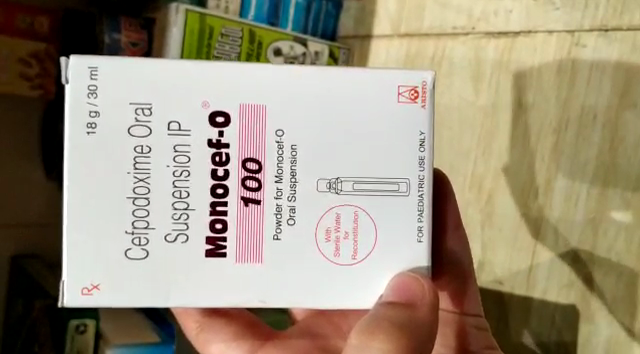 18 g / 30 ml
Rx
Cefpodoxime Oral
Suspension IP
Monocef-O®
100
Powder for Monocef-O
Oral Suspension
With
Sterile Water
for
Reconstitution
ARISTO
FOR PAEDIATRIC USE ONLY